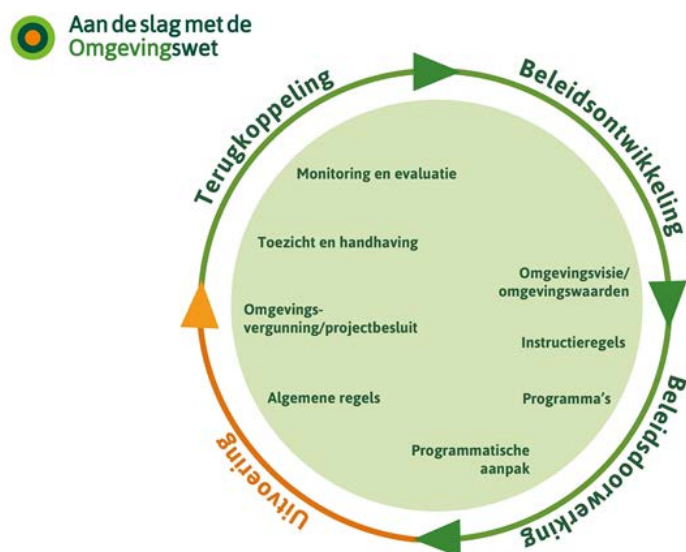 Aan de slag met de
Omgevingswet
Terugkoppeling
Beleidsontwikkeling
Monitoring en evaluatie
Toezicht en handhaving
Omgevingsvisie/
omgevingswaarden
Omgevings-
vergunning/projectbesluit
Instructieregels
Algemene regels
Programma's
Programmatische
aanpak
Uitvoering
Beleidsdoorwerking